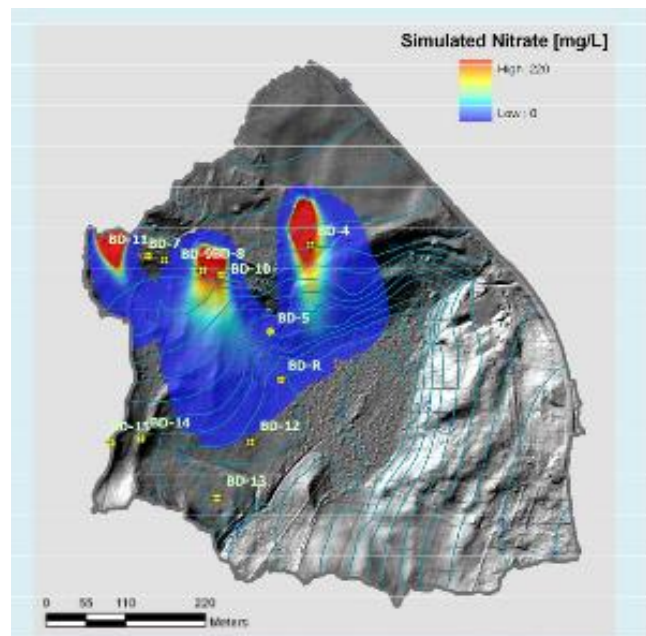 Simulated Nitrate [mg/L]
High: 220
Low : 0
BD-4
BD-11
BD-7
BD-9
BD-8
BD-10
BD-5
BD-R
BD-14
BD-12
BD-13
0 55 110 220
Meters